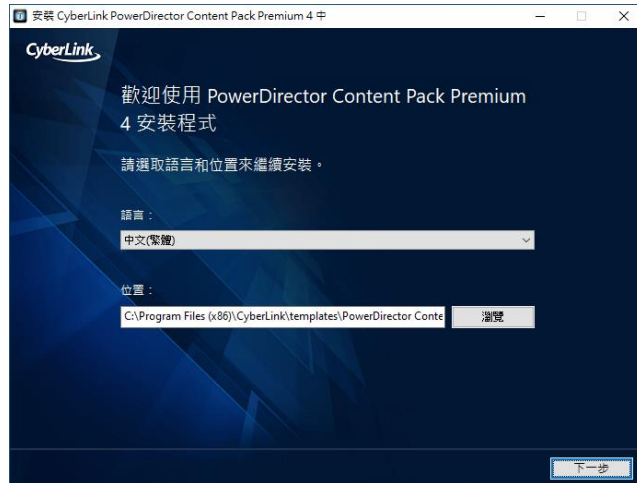 安裝 CyberLink PowerDirector Content Pack Premium 4 中
CyberLink
歡迎使用 PowerDirector Content Pack Premium
4 安裝程式
請選取語言和位置來繼續安裝。
語言：
中文(繁體)
位置：
C:\Program Files (x86)\CyberLink\templates\PowerDirector Conte
瀏覽
下一步